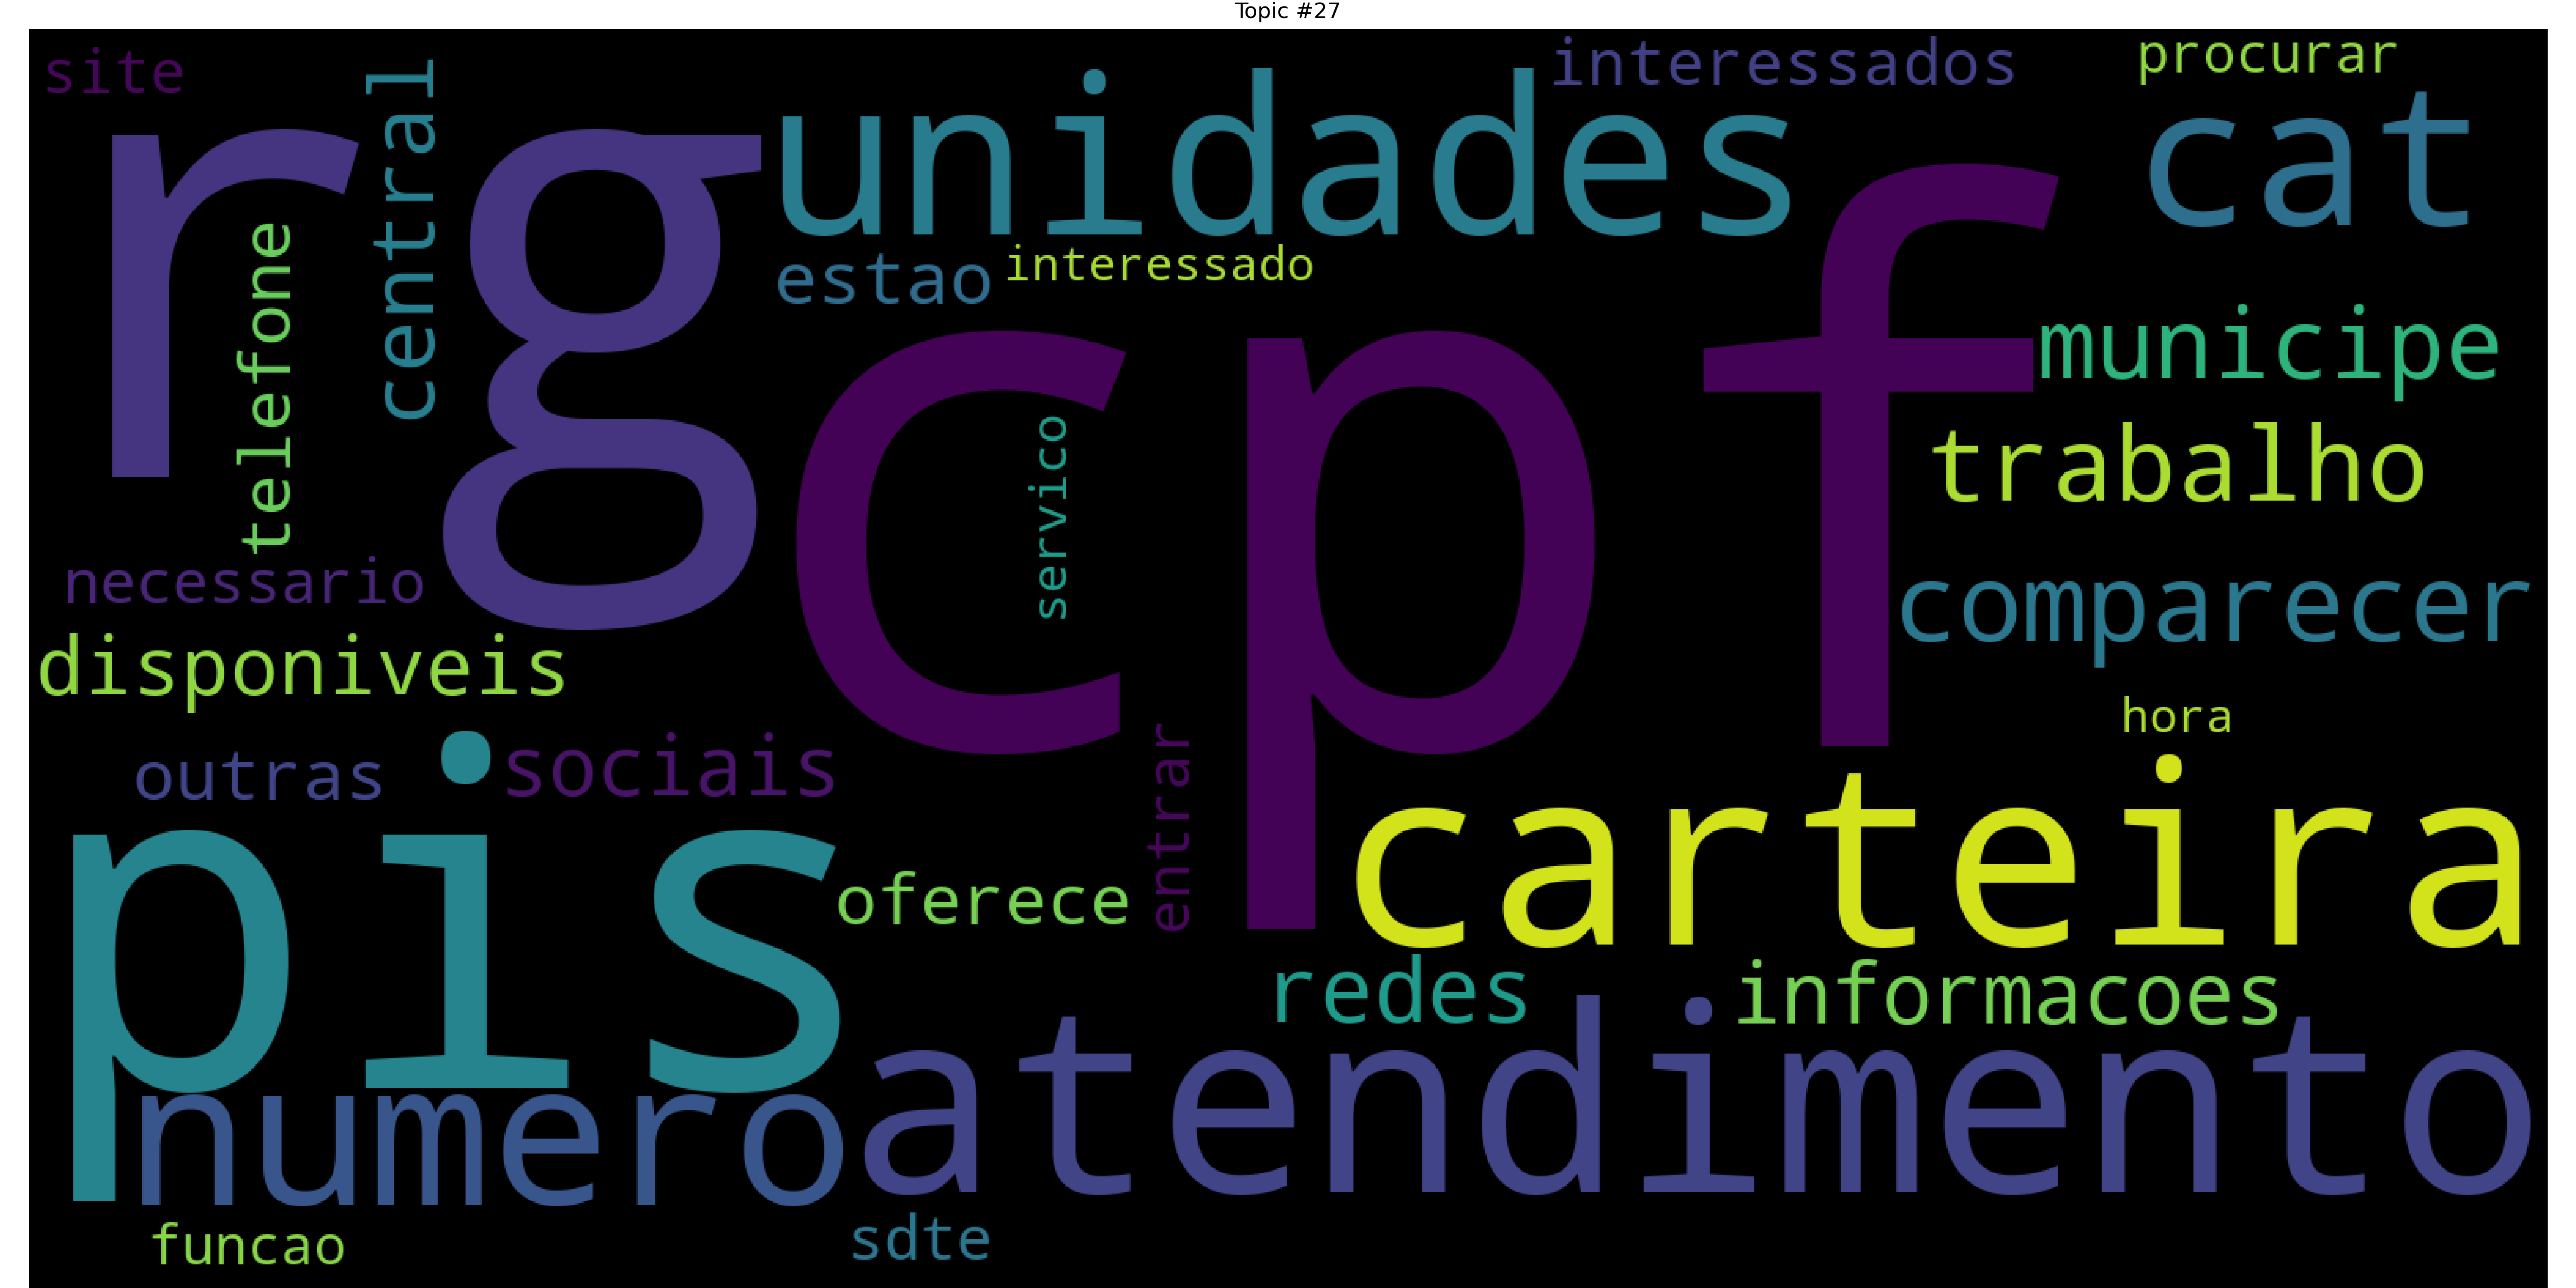 Topic #27
site
central
rg
unidades
interessados
procurar
cat
telefone
estao
interessado
cpf
municipe
trabalho
servico
necessario
comparecer
disponiveis
hora
outras
sociais
entrar
carteira
pis
oferece
redes
informacoes
numero
atendimento
funcao
sdte